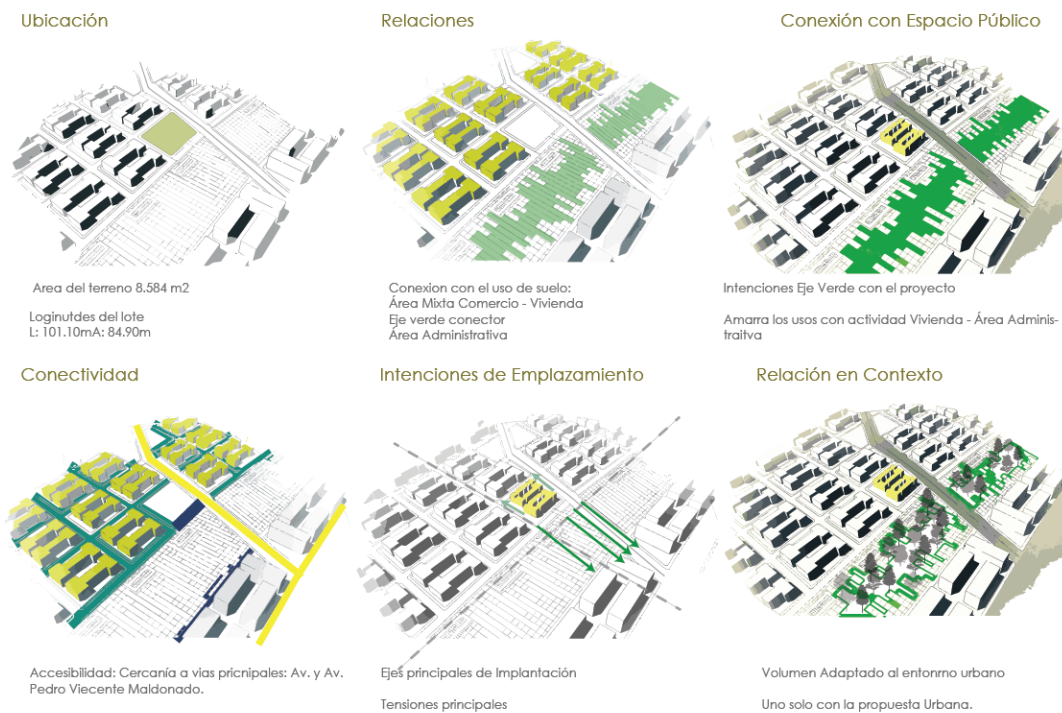 Ubicación
Relaciones
Conexión con Espacio Público
Area del terreno 8.584 m2
Loginutdes del lote
L: 101.10mA: 84.90m
Conexion con el uso de suelo:
Área Mixta Comercio - Vivienda
Eje verde conector
Área Administrativa
Intenciones Eje Verde con el proyecto
Amarra los usos con actividad Vivienda - Área Adminis-
traitva
Conectividad
Intenciones de Emplazamiento
Relación en Contexto
Accesibilidad: Cercanía a vias pricnipales: Av. y Av.
Pedro Viecente Maldonado.
Ejes principales de Implantación
Tensiones principales
Volumen Adaptado al entonrno urbano
Uno solo con la propuesta Urbana.